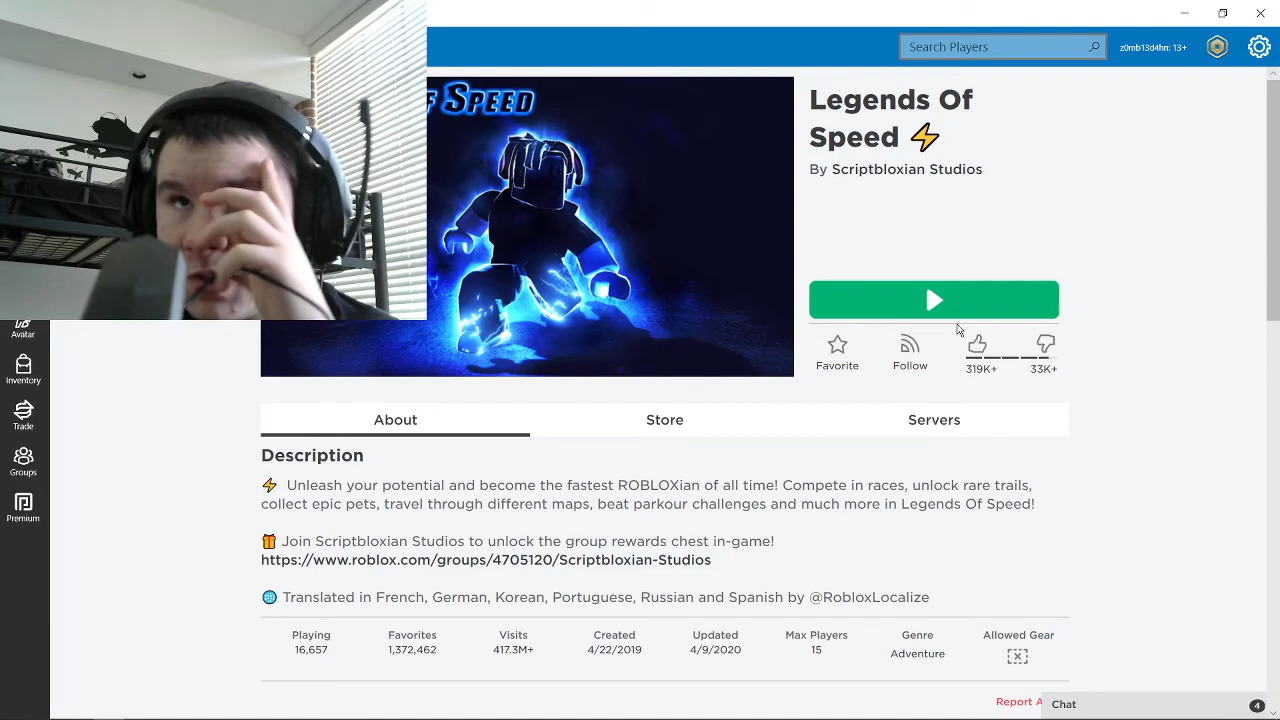 Search Players
z0mb13d4hn: 13+
OF SPEED
Legends Of
Speed ⚡
By Scriptbloxian Studios
Favorite
Follow
319K+
33K+
Avatar
Inventory
Trade
Groups
Premium
About
Store
Servers
Description
⚡ Unleash your potential and become the fastest ROBLOXian of all time! Compete in races, unlock rare trails,
collect epic pets, travel through different maps, beat parkour challenges and much more in Legends Of Speed!
🎁 Join Scriptbloxian Studios to unlock the group rewards chest in-game!
https://www.roblox.com/groups/4705120/Scriptbloxian-Studios
🌐 Translated in French, German, Korean, Portuguese, Russian and Spanish by @RobloxLocalize
Playing Favorites Visits Created Updated Max Players Genre Allowed Gear
16,657 1,372,462 417.3M+ 4/22/2019 4/9/2020 15 Adventure
Report A
Chat 4